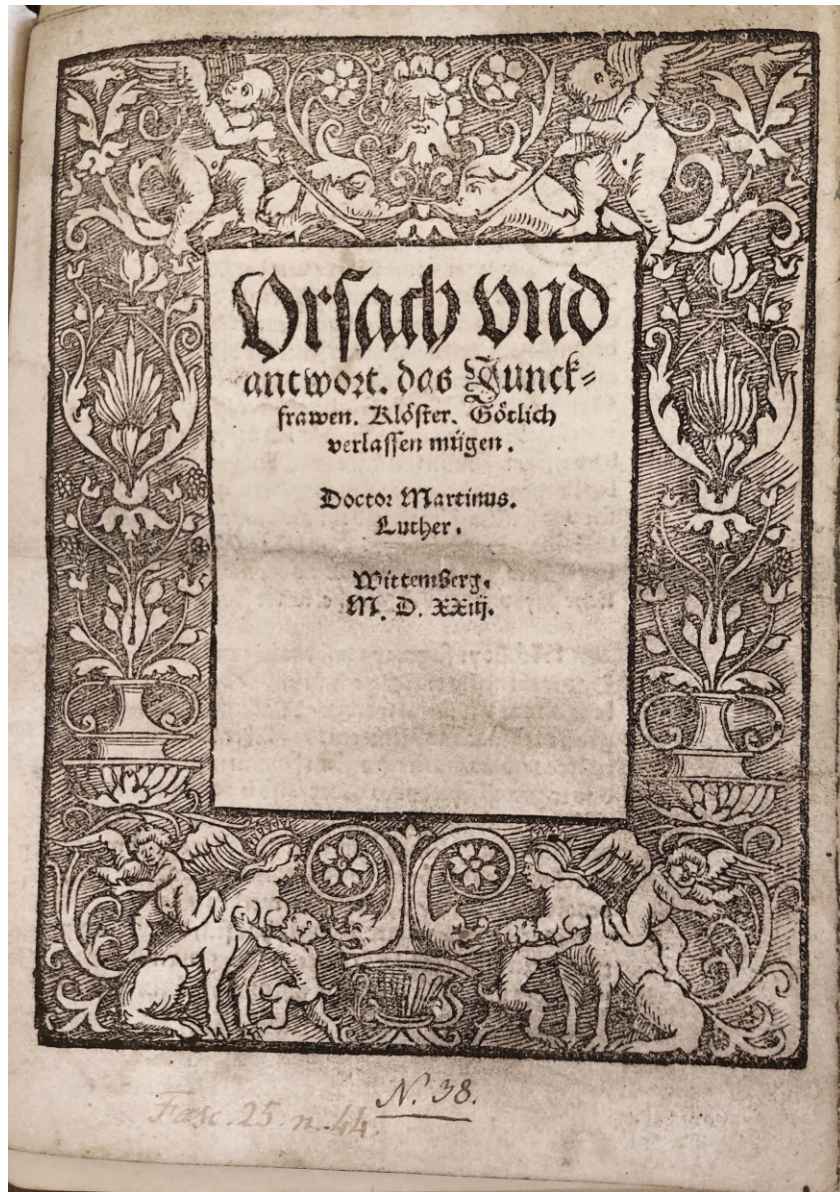 Vrsach vnd
antwort. das Junck⸗
frawen. Klöster. Götlich
verlassen mügen.
Doctor Martinus.
Luther.
Wittemberg.
M. D. XXiij.
N. 38.
Fasc. 25. n. 44.